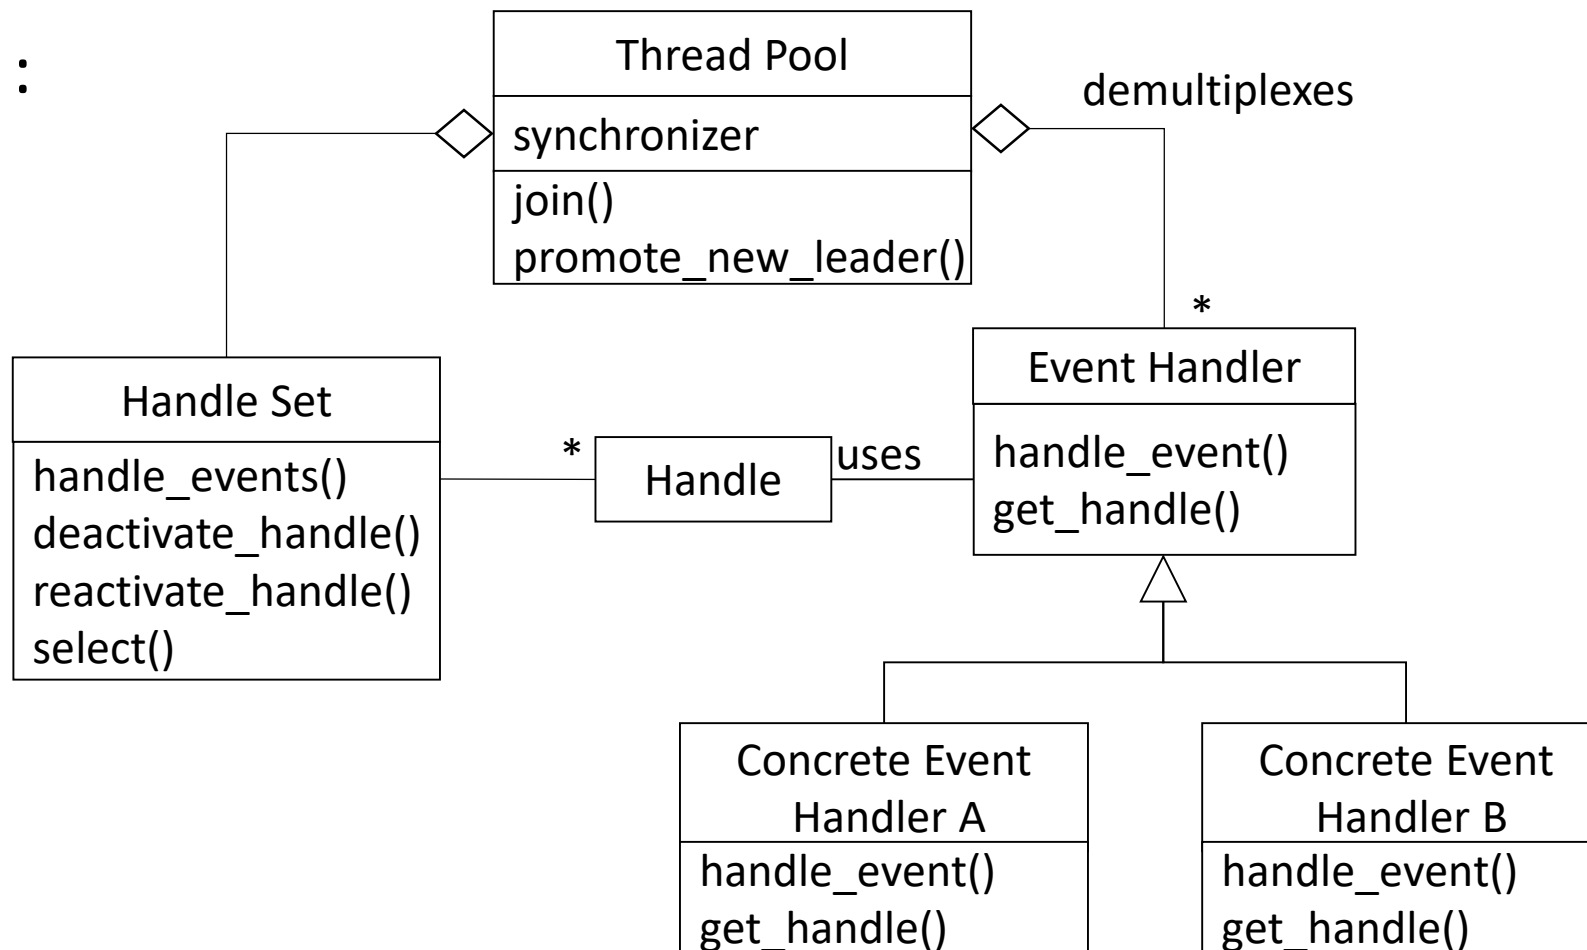 :
Thread Pool
synchronizer
join()
promote_new_leader()
demultiplexes
*
Handle Set
handle_events()
deactivate_handle()
reactivate_handle()
select()
*
Handle
uses
Event Handler
handle_event()
get_handle()
Concrete Event
Handler A
handle_event()
get_handle()
Concrete Event
Handler B
handle_event()
get_handle()